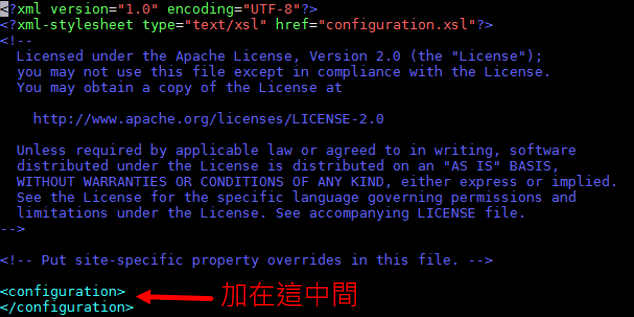 <?xml version="1.0" encoding="UTF-8"?>
<?xml-stylesheet type="text/xsl" href="configuration.xsl"?>
<!--
  Licensed under the Apache License, Version 2.0 (the "License");
  you may not use this file except in compliance with the License.
  You may obtain a copy of the License at

    http://www.apache.org/licenses/LICENSE-2.0

  Unless required by applicable law or agreed to in writing, software
  distributed under the License is distributed on an "AS IS" BASIS,
  WITHOUT WARRANTIES OR CONDITIONS OF ANY KIND, either express or implied.
  See the License for the specific language governing permissions and
  limitations under the License. See accompanying LICENSE file.
-->

<!-- Put site-specific property overrides in this file. -->

<configuration>
加在這中間
</configuration>